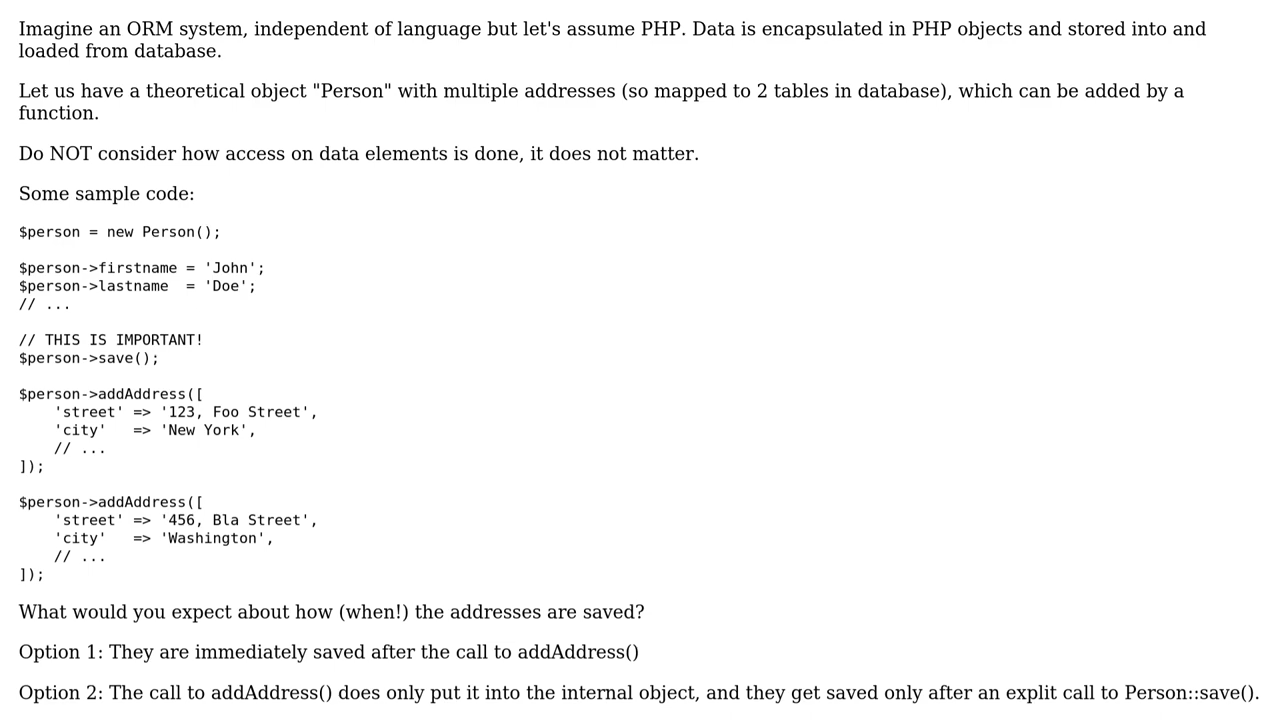 Imagine an ORM system, independent of language but let's assume PHP. Data is encapsulated in PHP objects and stored into and
loaded from database.
Let us have a theoretical object "Person" with multiple addresses (so mapped to 2 tables in database), which can be added by a
function.
Do NOT consider how access on data elements is done, it does not matter.
Some sample code:
$person = new Person();
$person->firstname = 'John';
$person->lastname  = 'Doe';
// ...
// THIS IS IMPORTANT!
$person->save();
$person->addAddress([
    'street' => '123, Foo Street',
    'city'   => 'New York',
    // ...
]);
$person->addAddress([
    'street' => '456, Bla Street',
    'city'   => 'Washington',
    // ...
]);
What would you expect about how (when!) the addresses are saved?
Option 1: They are immediately saved after the call to addAddress()
Option 2: The call to addAddress() does only put it into the internal object, and they get saved only after an explit call to Person::save().